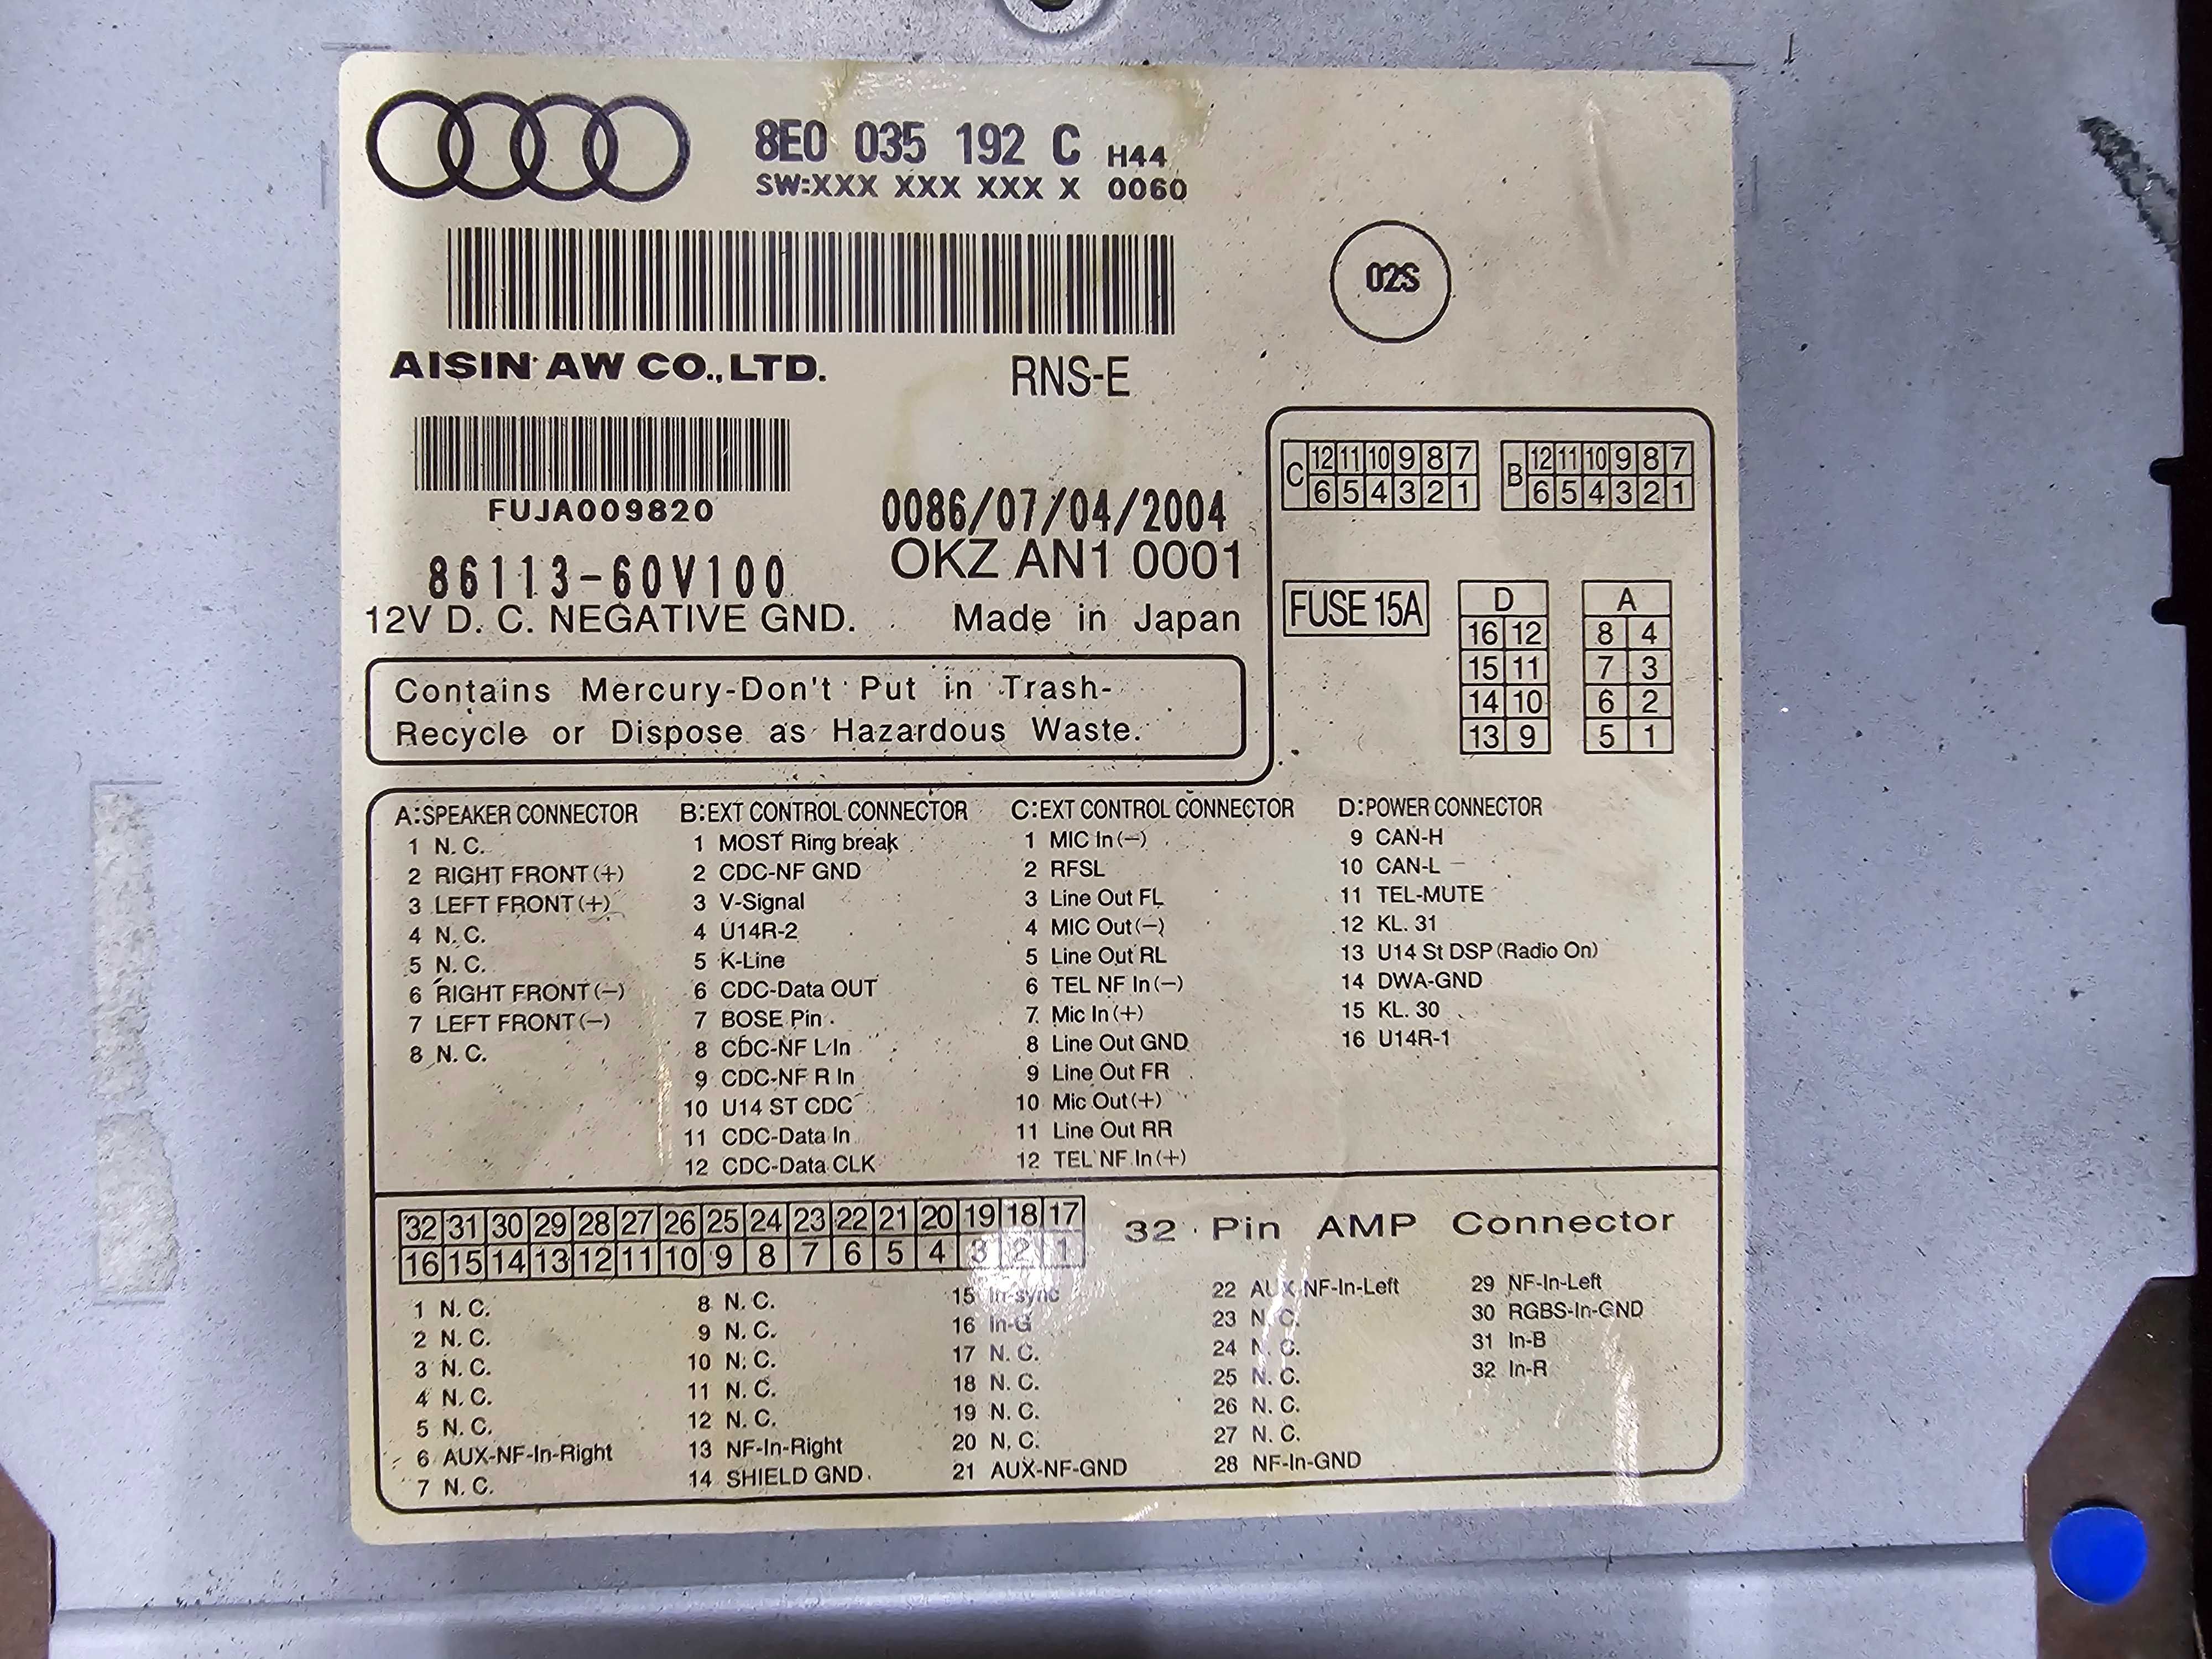 8E0 035 192 C H44
SW:XXX XXX XXX X 0060
02S
AISIN AW CO.,LTD.
RNS-E
FUJA009820
0086/07/04/2004
OKZ AN1 0001
86113-60V100
12V D. C. NEGATIVE GND.
Made in Japan
Contains Mercury-Don't Put in Trash-
Recycle or Dispose as Hazardous Waste.
C 12 11 10 9 8 7
6 5 4 3 2 1
B 12 11 10 9 8 7
6 5 4 3 2 1
FUSE 15A
D
16 12
15 11
14 10
13 9
A
8 4
7 3
6 2
5 1
A:SPEAKER CONNECTOR
1 N. C.
2 RIGHT FRONT(+)
3 LEFT FRONT(+)
4 N. C.
5 N. C.
6 RIGHT FRONT(−)
7 LEFT FRONT(−)
8 N. C.
B:EXT CONTROL CONNECTOR
1 MOST Ring break
2 CDC-NF GND
3 V-Signal
4 U14R-2
5 K-Line
6 CDC-Data OUT
7 BOSE Pin
8 CDC-NF L In
9 CDC-NF R In
10 U14 ST CDC
11 CDC-Data In
12 CDC-Data CLK
C:EXT CONTROL CONNECTOR
1 MIC In(−)
2 RFSL
3 Line Out FL
4 MIC Out(−)
5 Line Out RL
6 TEL NF In(−)
7 Mic In(+)
8 Line Out GND
9 Line Out FR
10 Mic Out(+)
11 Line Out RR
12 TEL NF In(+)
D:POWER CONNECTOR
9 CAN-H
10 CAN-L
11 TEL-MUTE
12 KL. 31
13 U14 St DSP(Radio On)
14 DWA-GND
15 KL. 30
16 U14R-1
32 31 30 29 28 27 26 25 24 23 22 21 20 19 18 17
16 15 14 13 12 11 10 9 8 7 6 5 4 3 2 1
32 Pin AMP Connector
1 N. C.
2 N. C.
3 N. C.
4 N. C.
5 N. C.
6 AUX-NF-In-Right
7 N. C.
8 N. C.
9 N. C.
10 N. C.
11 N. C.
12 N. C.
13 NF-In-Right
14 SHIELD GND.
15 In-sync
16 In-G
17 N. C.
18 N. C.
19 N. C.
20 N. C.
21 AUX-NF-GND
22 AUX-NF-In-Left
23 N. C.
24 N. C.
25 N. C.
26 N. C.
27 N. C.
28 NF-In-GND
29 NF-In-Left
30 RGBS-In-GND
31 In-B
32 In-R